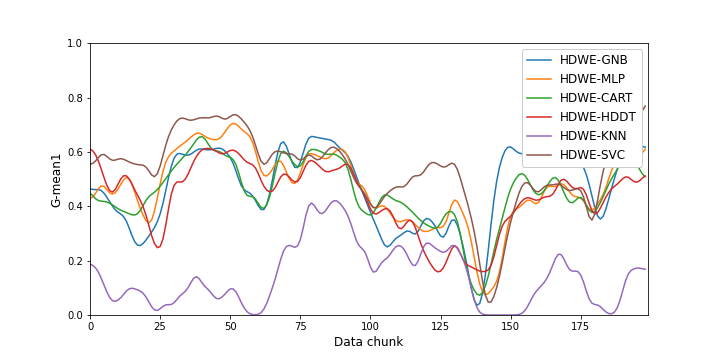 1.0
0.8
0.6
0.4
0.2
0.0
G-mean1
0
25
50
75
100
125
150
175
Data chunk
HDWE-GNB
HDWE-MLP
HDWE-CART
HDWE-HDDT
HDWE-KNN
HDWE-SVC